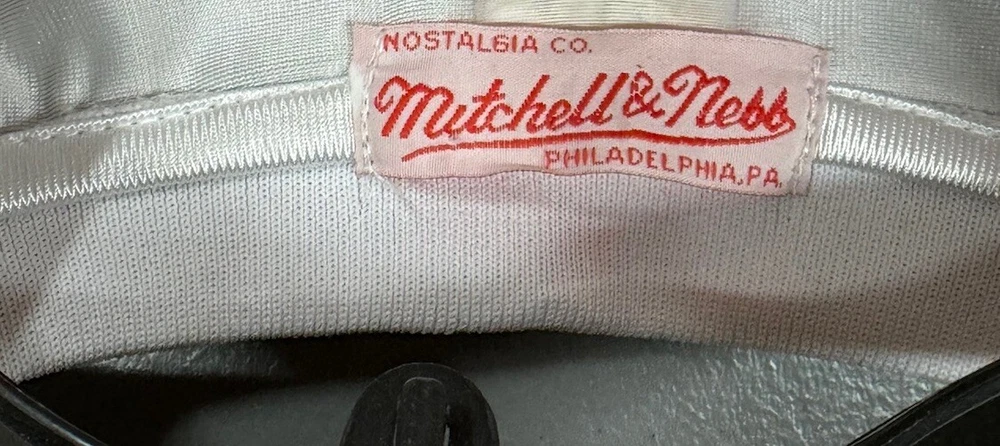 NOSTALGIA CO.
Mitchell & Ness
PHILADELPHIA, PA.